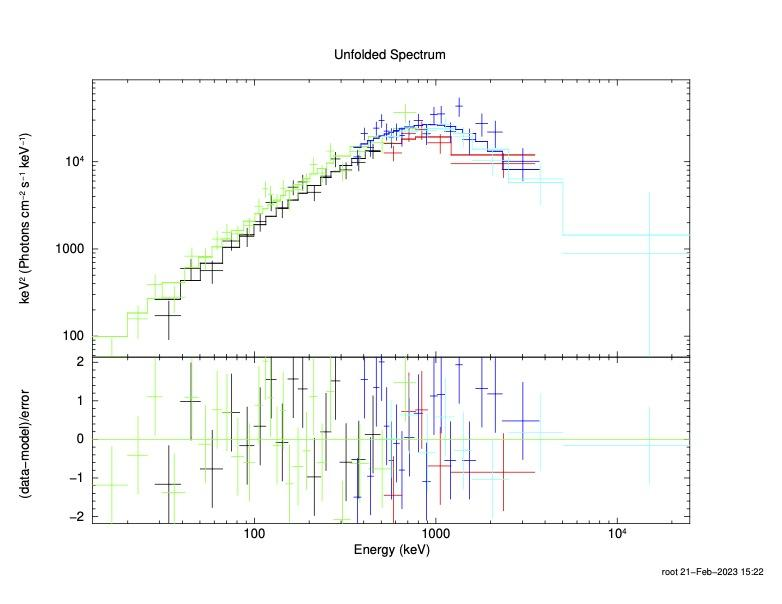 Unfolded Spectrum
keV² (Photons cm⁻² s⁻¹ keV⁻¹)
10⁴
1000
100
(data−model)/error
2
1
0
−1
−2
100
1000
10⁴
Energy (keV)
root 21−Feb−2023 15:22